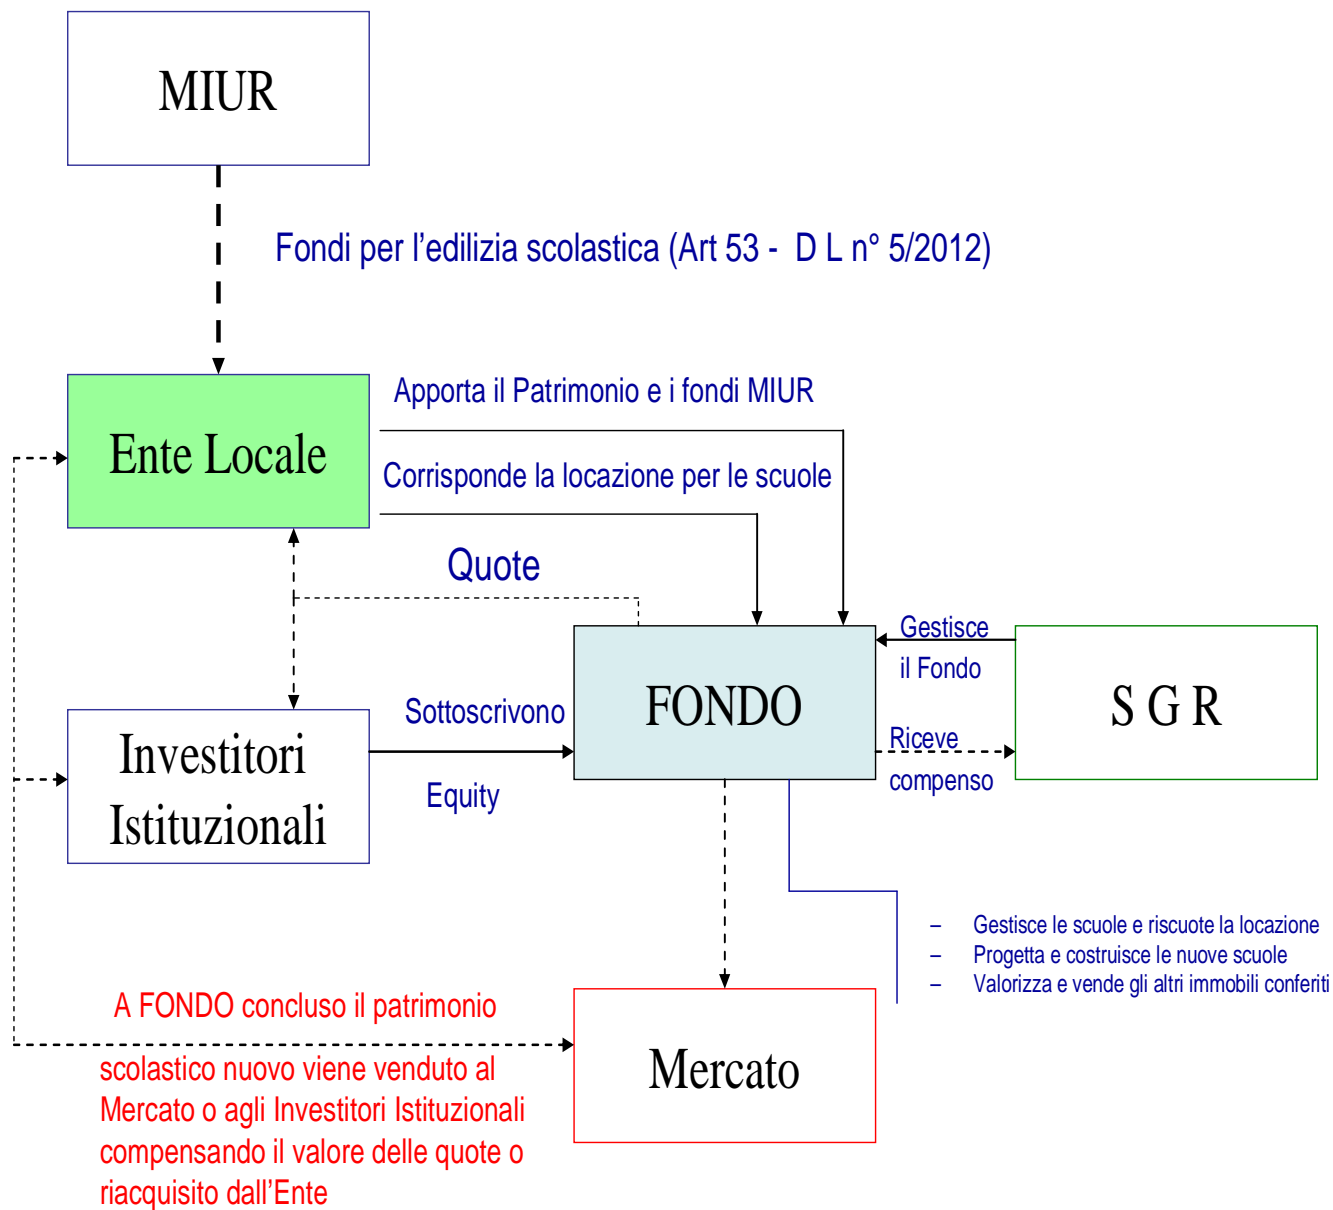 MIUR
Fondi per l'edilizia scolastica (Art 53 - D L n° 5/2012)
Ente Locale
Apporta il Patrimonio e i fondi MIUR
Corrisponde la locazione per le scuole
Quote
Investitori
Istituzionali
Sottoscrivono
Equity
FONDO
Gestisce
il Fondo
Riceve
compenso
S G R
– Gestisce le scuole e riscuote la locazione
– Progetta e costruisce le nuove scuole
– Valorizza e vende gli altri immobili conferiti
A FONDO concluso il patrimonio
scolastico nuovo viene venduto al
Mercato o agli Investitori Istituzionali
compensando il valore delle quote o
riacquisito dall'Ente
Mercato